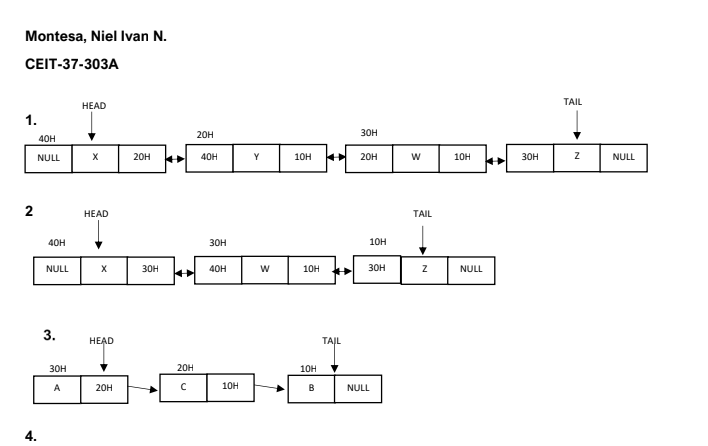 Montesa, Niel Ivan N.
CEIT-37-303A
HEAD TAIL
1.
40H 20H 30H
NULL X 20H 40H Y 10H 20H W 10H 30H Z NULL
2
HEAD TAIL
40H 30H 10H
NULL X 30H 40H W 10H 30H Z NULL
3.
HEAD TAIL
30H 20H 10H
A 20H C 10H B NULL
4.